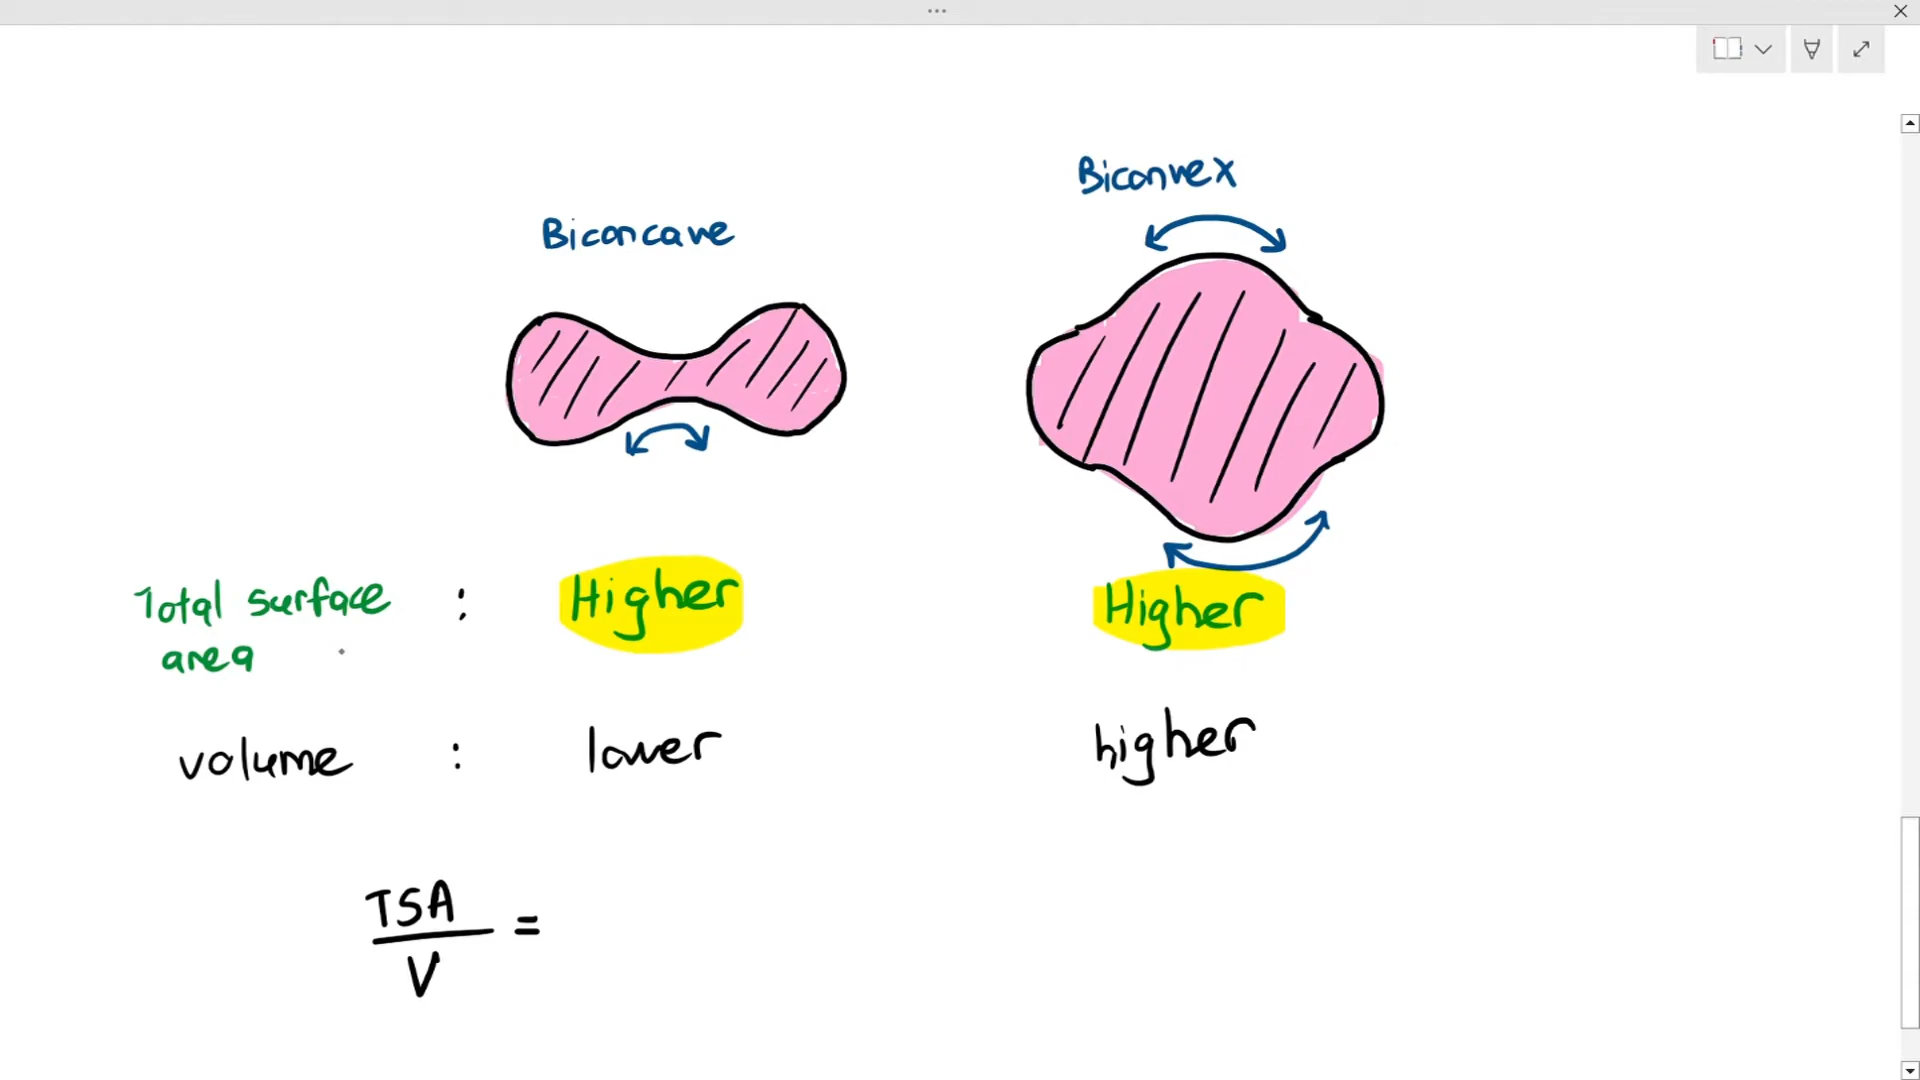 Biconvex
Biconcave
Total surface : Higher Higher
area
volume : lower higher
TSA
V =